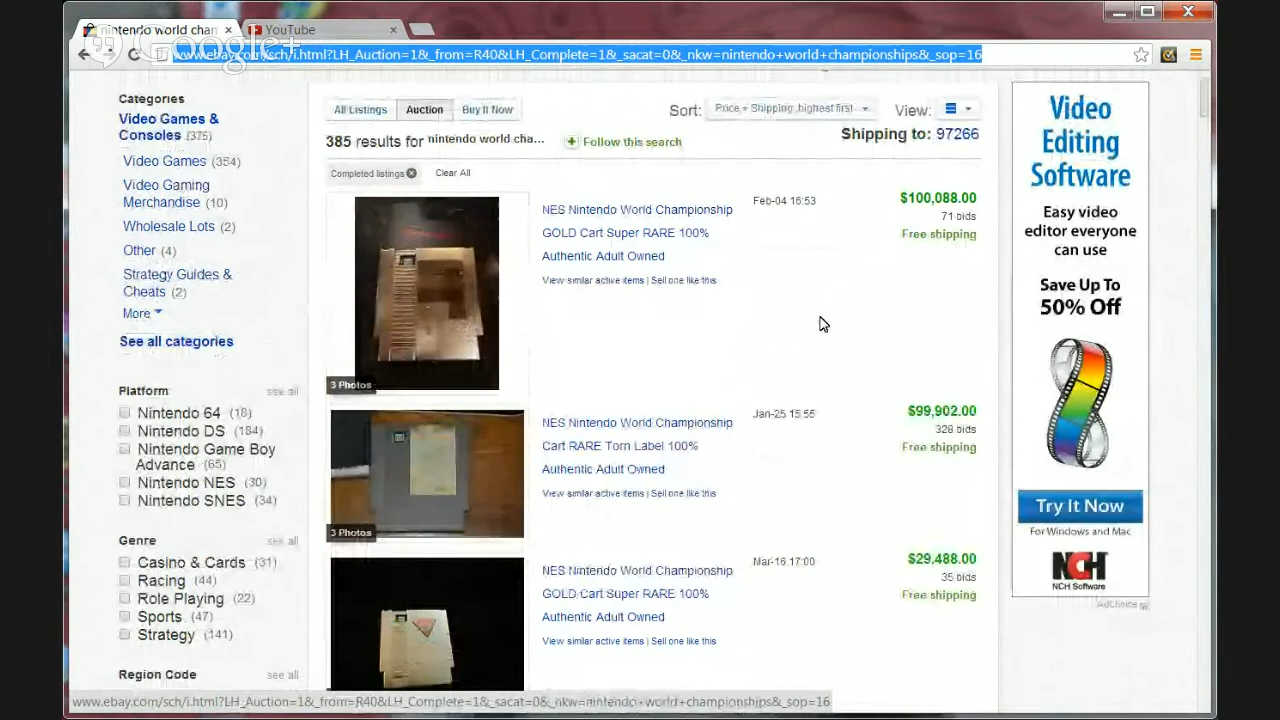 nintendo world chan
YouTube
Google+
www.ebay.com/sch/i.html?LH_Auction=1&_from=R40&LH_Complete=1&_sacat=0&_nkw=nintendo+world+championships&_sop=16
Categories
Video Games &
Consoles (375)
Video Games (354)
Video Gaming
Merchandise (10)
Wholesale Lots (2)
Other (4)
Strategy Guides &
Cheats (2)
More
See all categories
Platform see all
Nintendo 64 (18)
Nintendo DS (184)
Nintendo Game Boy
Advance (65)
Nintendo NES (30)
Nintendo SNES (34)
Genre see all
Casino & Cards (31)
Racing (44)
Role Playing (22)
Sports (47)
Strategy (141)
Region Code see all
All Listings Auction Buy It Now
Sort: Price + Shipping: highest first View:
385 results for nintendo world cha... Follow this search
Shipping to: 97266
Completed listings Clear All
NES Nintendo World Championship
GOLD Cart Super RARE 100%
Authentic Adult Owned
View similar active items | Sell one like this
Feb-04 16:53
$100,088.00
71 bids
Free shipping
3 Photos
NES Nintendo World Championship
Cart RARE Torn Label 100%
Authentic Adult Owned
View similar active items | Sell one like this
Jan-25 15:55
$99,902.00
328 bids
Free shipping
3 Photos
NES Nintendo World Championship
GOLD Cart Super RARE 100%
Authentic Adult Owned
View similar active items | Sell one like this
Mar-16 17:00
$29,488.00
35 bids
Free shipping
Video
Editing
Software
Easy video
editor everyone
can use
Save Up To
50% Off
Try It Now
For Windows and Mac
NCH
NCH Software
AdChoice
www.ebay.com/sch/i.html?LH_Auction=1&_from=R40&LH_Complete=1&_sacat=0&_nkw=nintendo+world+championships&_sop=16